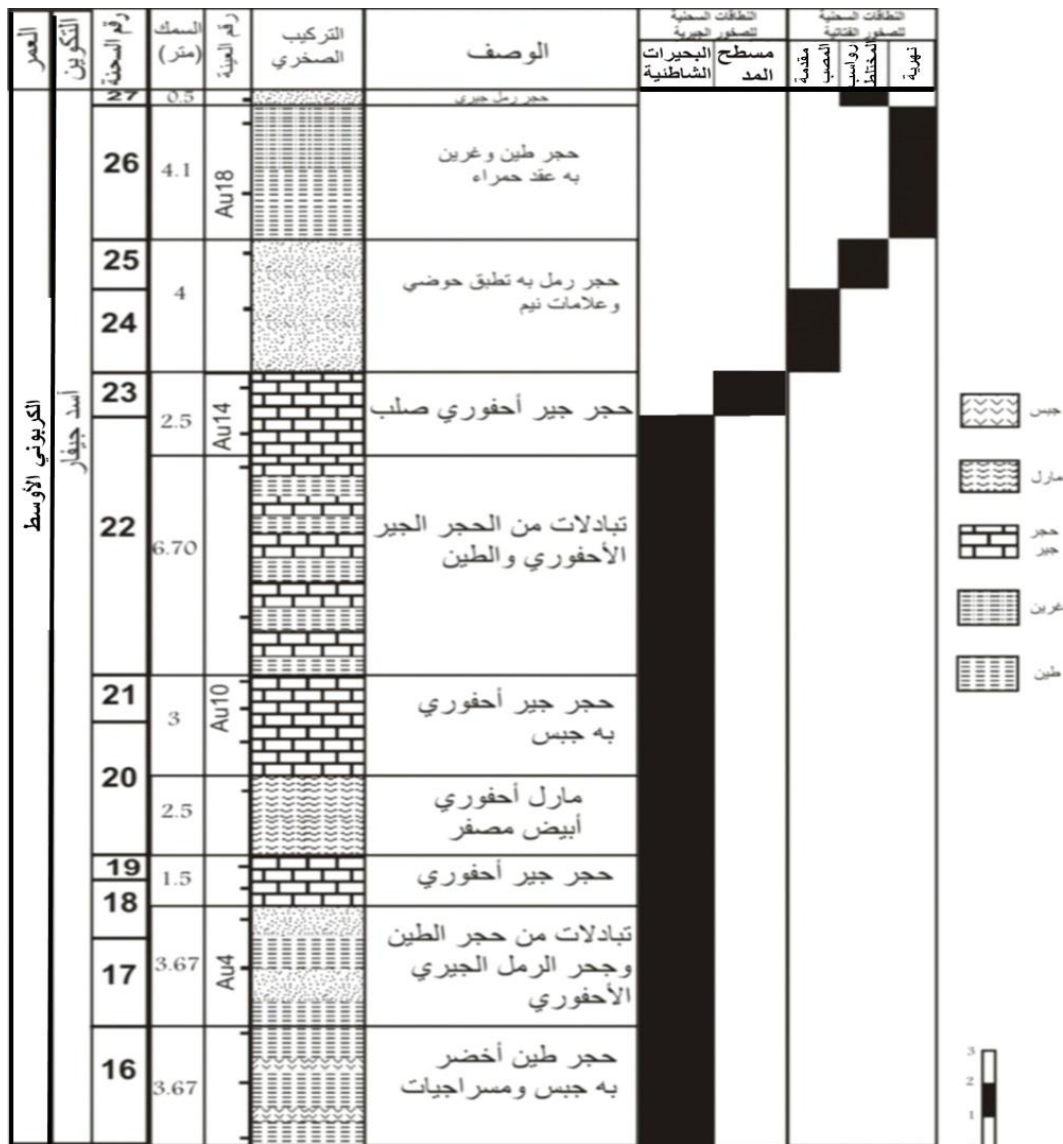 العمر
التكوين
رقم السحنة
السمك
(متر)
رقم العينة
التركيب
الصخري
الوصف
النطاقات السحنية
للصخور الجيرية
البحيرات
الشاطئية
مسطح
المد
النطاقات السحنية
للصخور الفتاتية
مقدمة
المصب
رواسب
المختلط
نهرية
الكربوني الأوسط
أسد جيفار
27
0.5
حجر رمل جيري
26
4.1
Au18
حجر طين وغرين
به عقد حمراء
25
24
4
حجر رمل به تطبق حوضي
وعلامات نيم
23
2.5
Au14
حجر جير أحفوري صلب
22
6.70
تبادلات من الحجر الجير
الأحفوري والطين
21
3
Au10
حجر جير أحفوري
به جبس
20
2.5
مارل أحفوري
أبيض مصفر
19
1.5
حجر جير أحفوري
18
17
3.67
Au4
تبادلات من حجر الطين
وجحر الرمل الجيري
الأحفوري
16
3.67
حجر طين أخضر
به جبس ومسراجيات
جبس
مارل
حجر
جير
غرين
طين
3
2
1